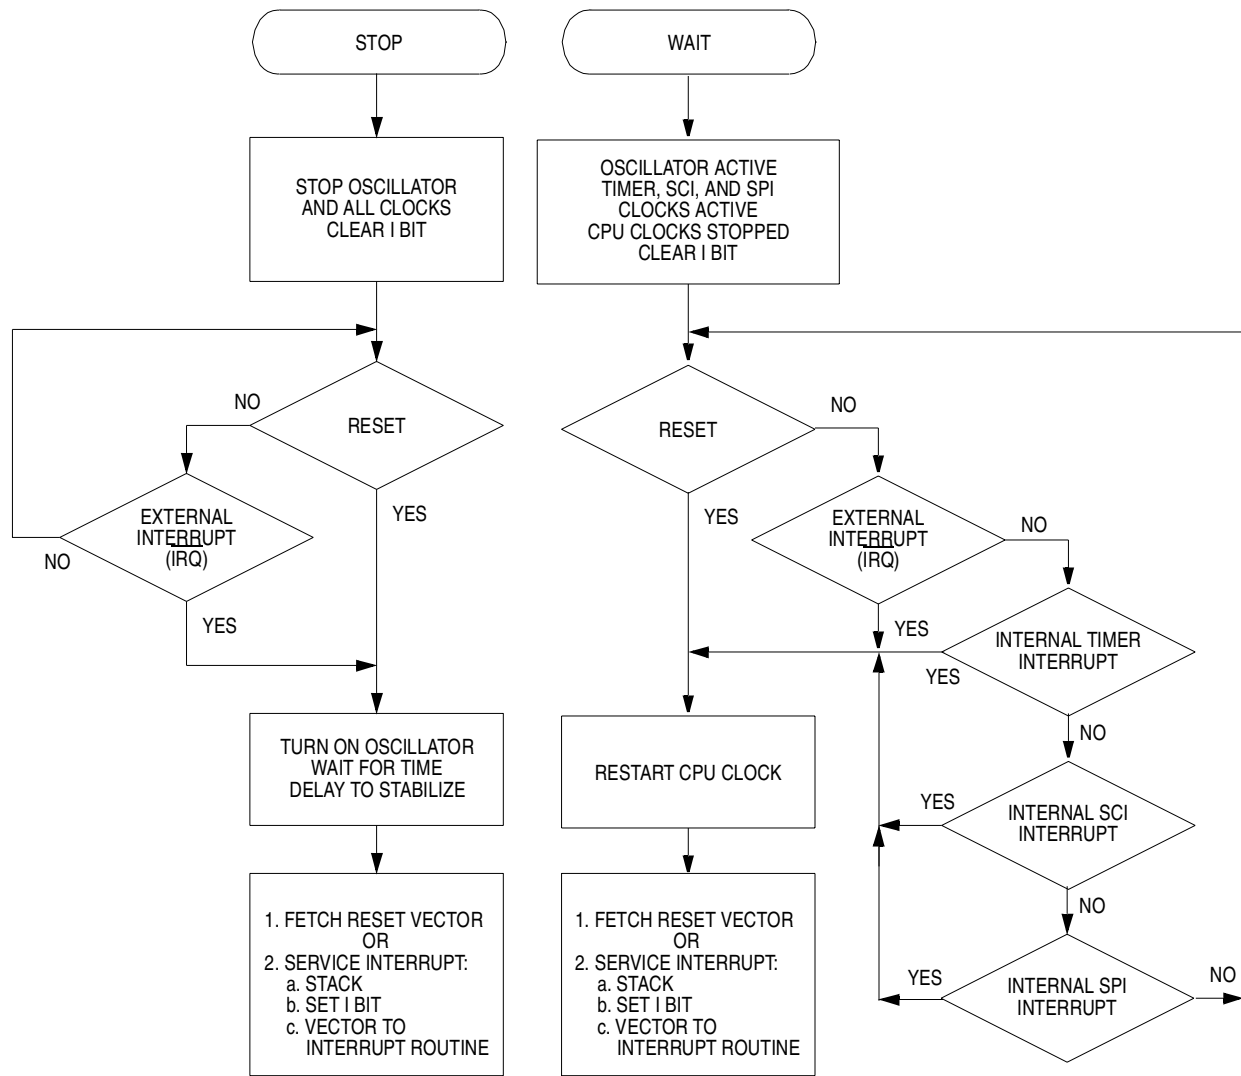 STOP
WAIT
STOP OSCILLATOR
AND ALL CLOCKS
CLEAR I BIT
OSCILLATOR ACTIVE
TIMER, SCI, AND SPI
CLOCKS ACTIVE
CPU CLOCKS STOPPED
CLEAR I BIT
NO
RESET
YES
EXTERNAL
INTERRUPT
(IRQ)
NO
YES
RESET
NO
YES
EXTERNAL
INTERRUPT
(IRQ)
NO
YES
INTERNAL TIMER
INTERRUPT
YES
NO
TURN ON OSCILLATOR
WAIT FOR TIME
DELAY TO STABILIZE
RESTART CPU CLOCK
YES
INTERNAL SCI
INTERRUPT
NO
1. FETCH RESET VECTOR
OR
2. SERVICE INTERRUPT:
a. STACK
b. SET I BIT
c. VECTOR TO
INTERRUPT ROUTINE
1. FETCH RESET VECTOR
OR
2. SERVICE INTERRUPT:
a. STACK
b. SET I BIT
c. VECTOR TO
INTERRUPT ROUTINE
YES
INTERNAL SPI
INTERRUPT
NO